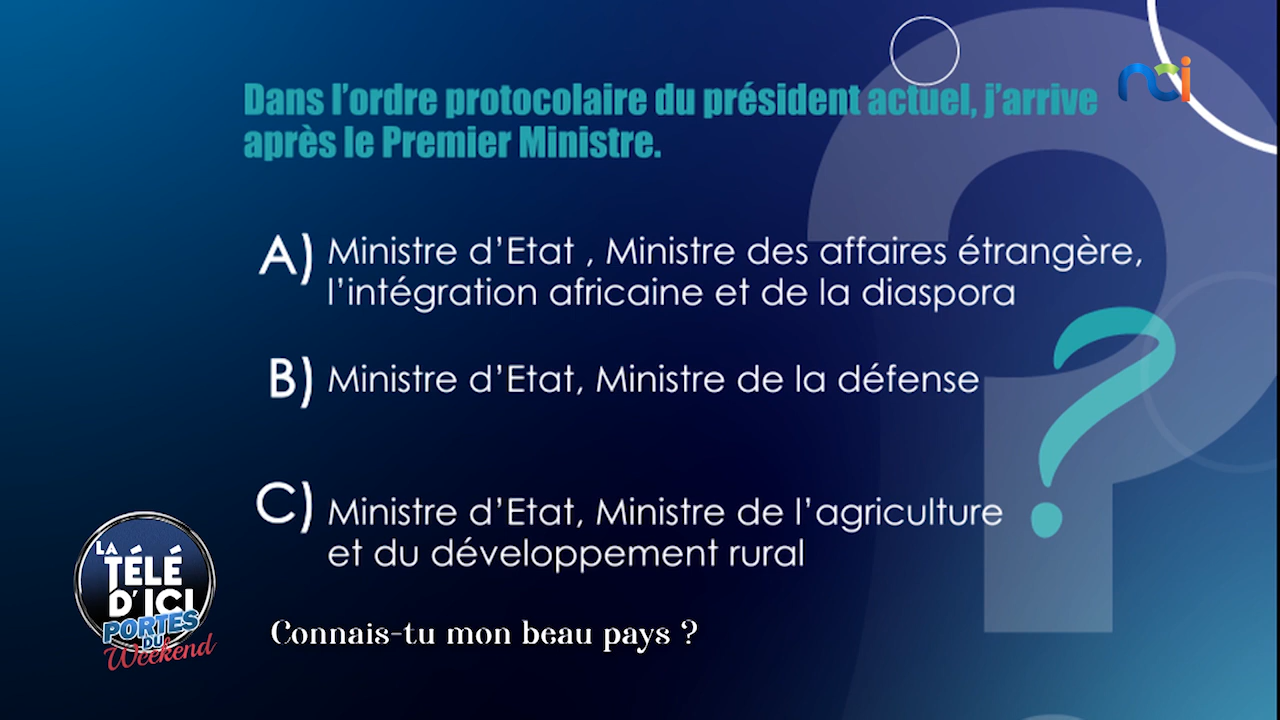 nci
Dans l'ordre protocolaire du président actuel, j'arrive
après le Premier Ministre.
A) Ministre d'Etat , Ministre des affaires étrangère,
l'intégration africaine et de la diaspora
B) Ministre d'Etat, Ministre de la défense
C) Ministre d'Etat, Ministre de l'agriculture
et du développement rural
?
LA
TÉLÉ
D'ICI
PORTES
DU
Weekend
Connais-tu mon beau pays ?